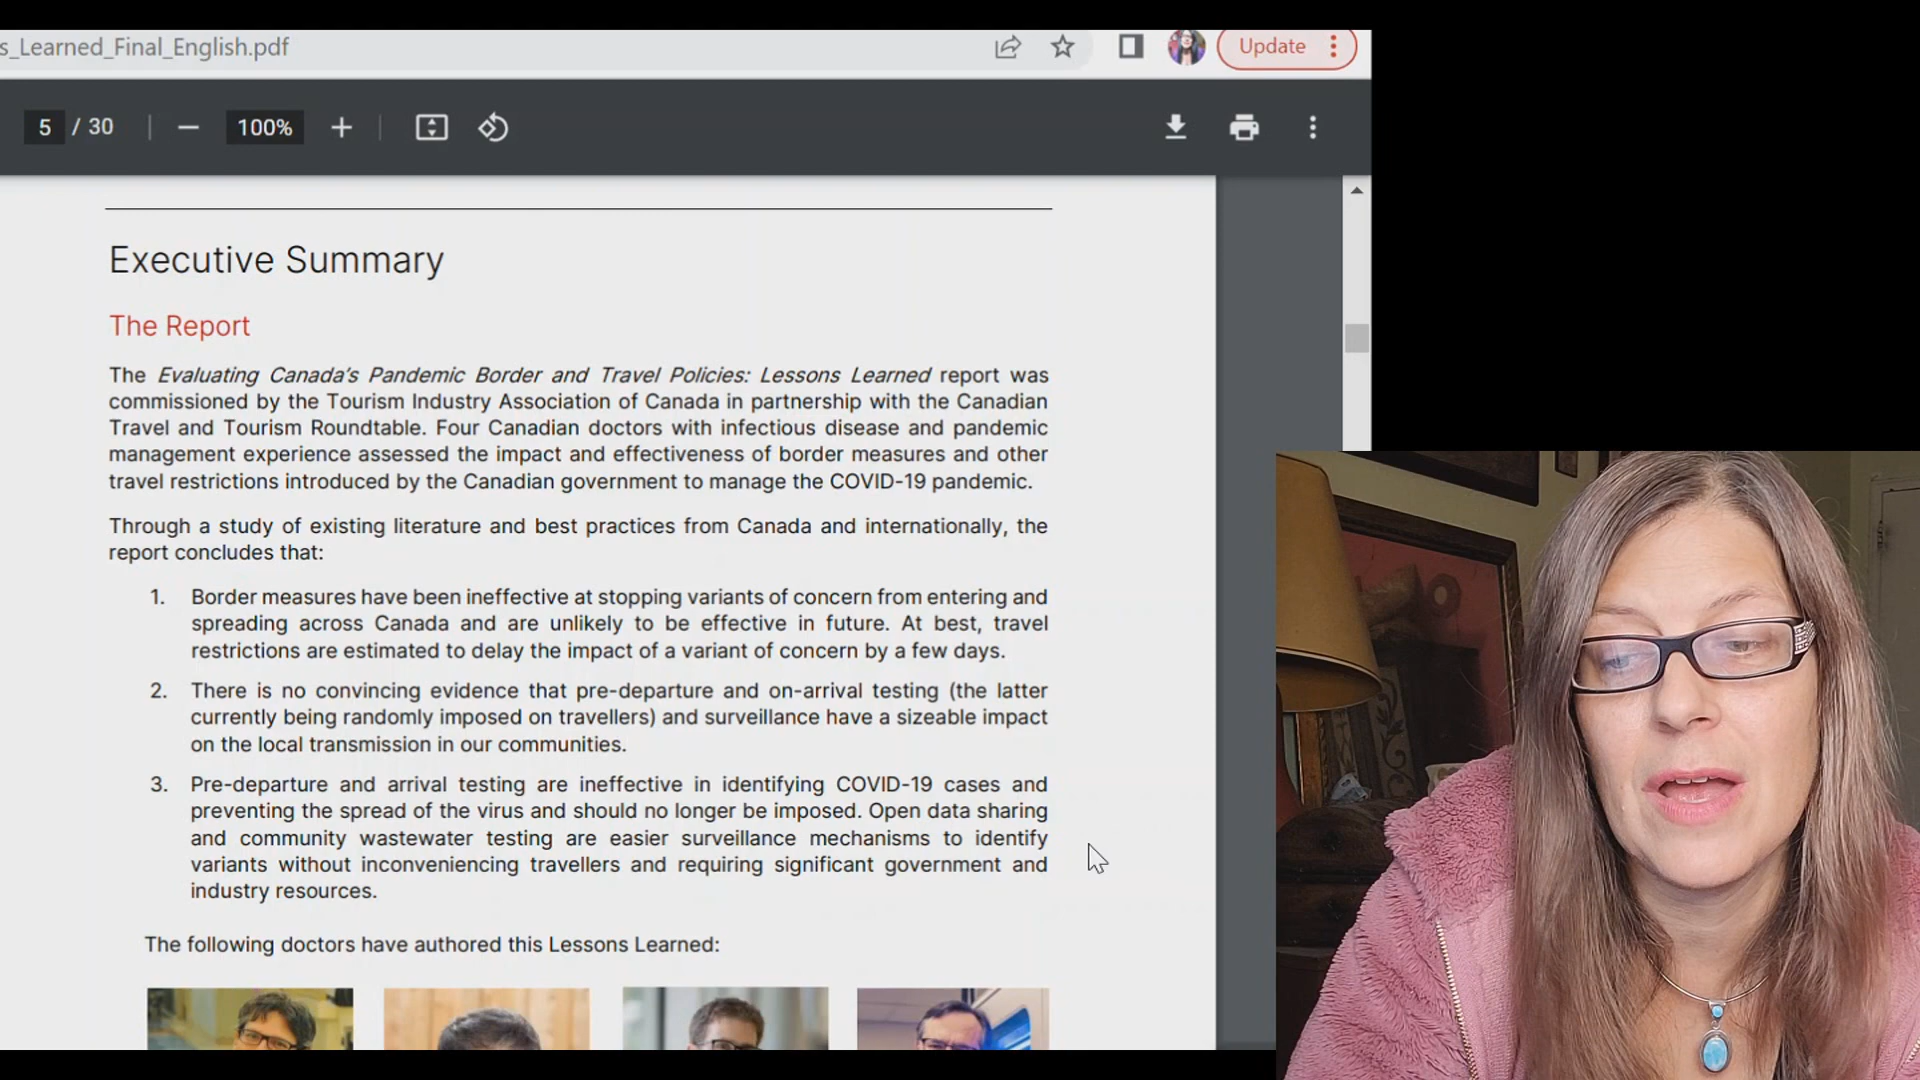 s_Learned_Final_English.pdf
Update
5 / 30
100%
Executive Summary
The Report
The Evaluating Canada's Pandemic Border and Travel Policies: Lessons Learned report was
commissioned by the Tourism Industry Association of Canada in partnership with the Canadian
Travel and Tourism Roundtable. Four Canadian doctors with infectious disease and pandemic
management experience assessed the impact and effectiveness of border measures and other
travel restrictions introduced by the Canadian government to manage the COVID-19 pandemic.
Through a study of existing literature and best practices from Canada and internationally, the
report concludes that:
1. Border measures have been ineffective at stopping variants of concern from entering and
spreading across Canada and are unlikely to be effective in future. At best, travel
restrictions are estimated to delay the impact of a variant of concern by a few days.
2. There is no convincing evidence that pre-departure and on-arrival testing (the latter
currently being randomly imposed on travellers) and surveillance have a sizeable impact
on the local transmission in our communities.
3. Pre-departure and arrival testing are ineffective in identifying COVID-19 cases and
preventing the spread of the virus and should no longer be imposed. Open data sharing
and community wastewater testing are easier surveillance mechanisms to identify
variants without inconveniencing travellers and requiring significant government and
industry resources.
The following doctors have authored this Lessons Learned: